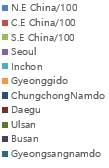 N.E China/100
C.E China/100
S.E China/100
Seoul
Inchon
Gyeonggido
ChungchongNamdo
Daegu
Ulsan
Busan
Gyeongsangnamdo